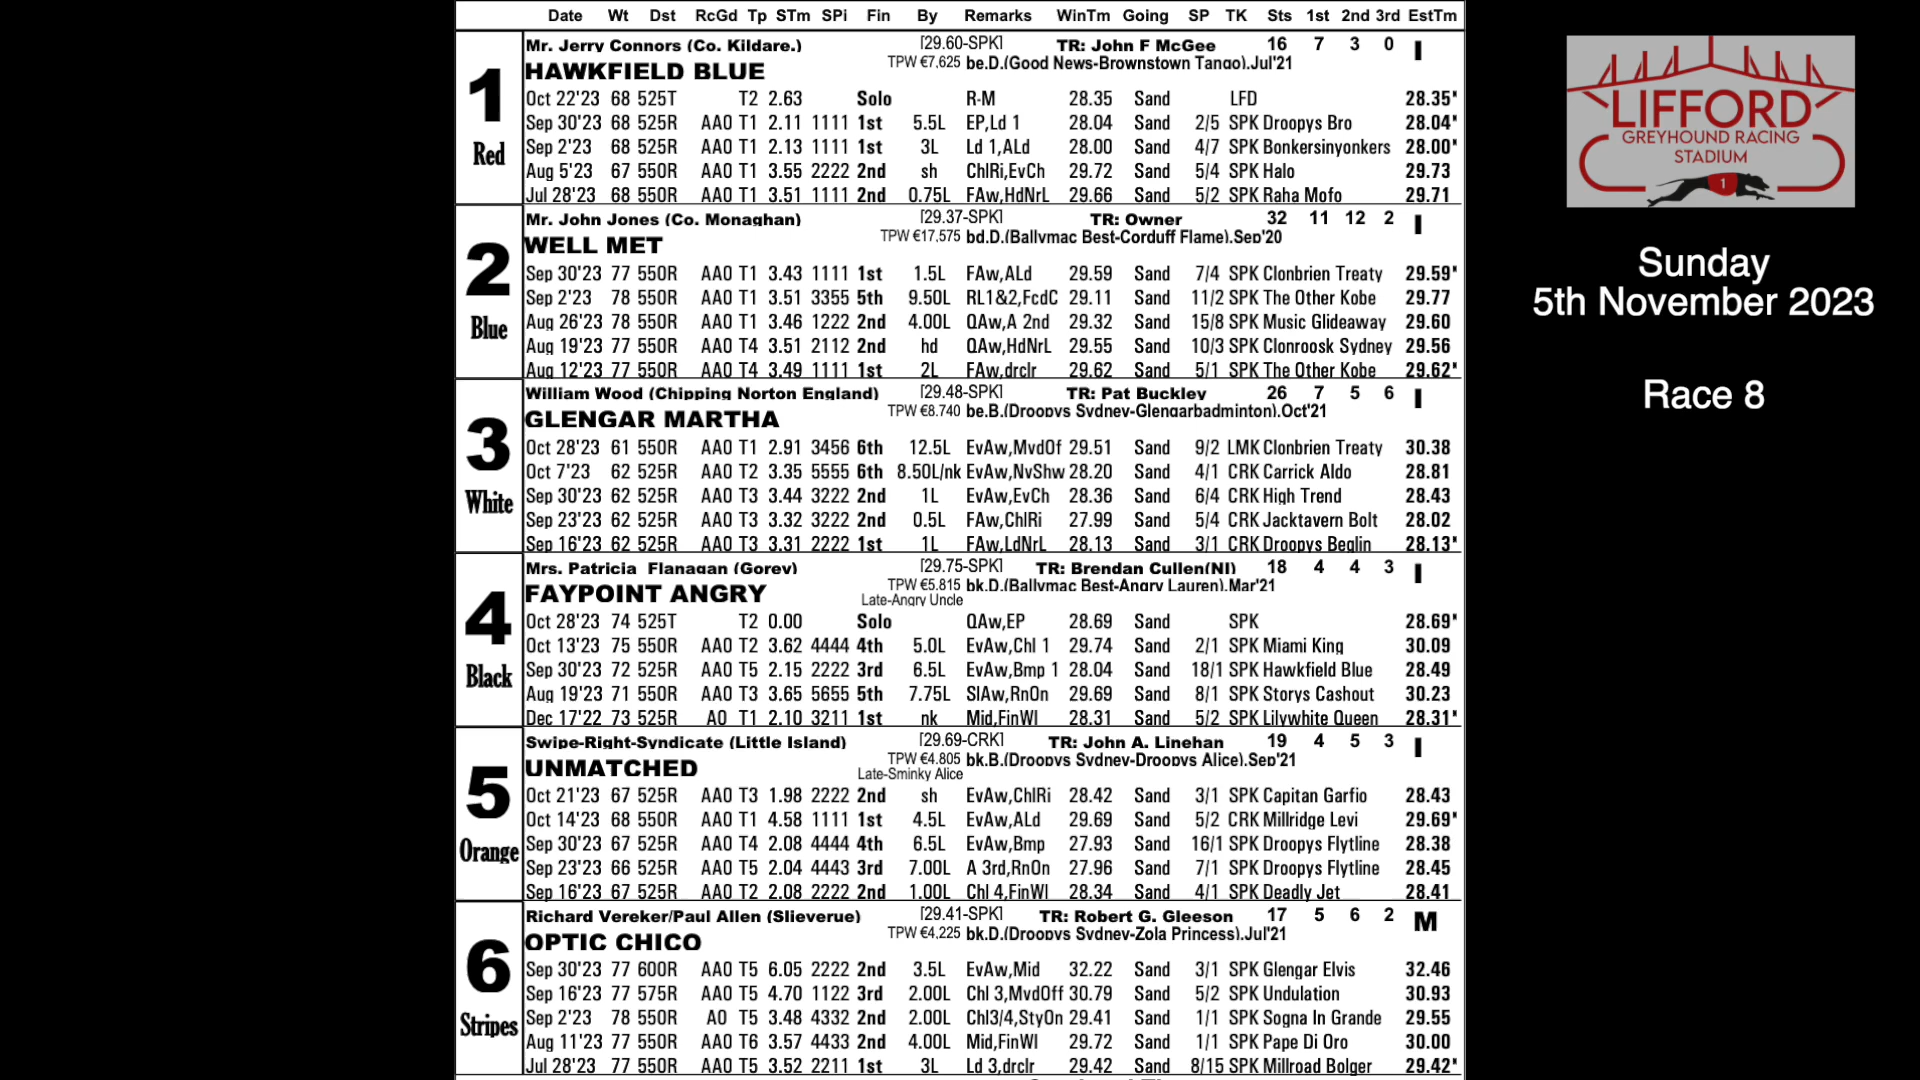 Date Wt Dst RcGd Tp STm SPi Fin By Remarks WinTm Going SP TK Sts 1st 2nd 3rd EstTm
1
Red
Mr. Jerry Connors (Co. Kildare.) [29.60-SPK] TR: John F McGee 16 7 3 0 I
TPW €7,625 be.D.(Good News-Brownstown Tango).Jul'21
HAWKFIELD BLUE
Oct 22'23 68 525T T2 2.63 Solo R-M 28.35 Sand LFD 28.35*
Sep 30'23 68 525R AA0 T1 2.11 1111 1st 5.5L EP,Ld 1 28.04 Sand 2/5 SPK Droopys Bro 28.04*
Sep 2'23 68 525R AA0 T1 2.13 1111 1st 3L Ld 1,ALd 28.00 Sand 4/7 SPK Bonkersinyonkers 28.00*
Aug 5'23 67 550R AA0 T1 3.55 2222 2nd sh ChlRi,EvCh 29.72 Sand 5/4 SPK Halo 29.73
Jul 28'23 68 550R AA0 T1 3.51 1111 2nd 0.75L FAw,HdNrL 29.66 Sand 5/2 SPK Raha Mofo 29.71
2
Blue
Mr. John Jones (Co. Monaghan) [29.37-SPK] TR: Owner 32 11 12 2 I
TPW €17,575 bd.D.(Ballymac Best-Corduff Flame).Sep'20
WELL MET
Sep 30'23 77 550R AA0 T1 3.43 1111 1st 1.5L FAw,ALd 29.59 Sand 7/4 SPK Clonbrien Treaty 29.59*
Sep 2'23 78 550R AA0 T1 3.51 3355 5th 9.50L RL1&2,FcdC 29.11 Sand 11/2 SPK The Other Kobe 29.77
Aug 26'23 78 550R AA0 T1 3.46 1222 2nd 4.00L QAw,A 2nd 29.32 Sand 15/8 SPK Music Glideaway 29.60
Aug 19'23 77 550R AA0 T4 3.51 2112 2nd hd QAw,HdNrL 29.55 Sand 10/3 SPK Clonroosk Sydney 29.56
Aug 12'23 77 550R AA0 T4 3.49 1111 1st 2L FAw,drclr 29.62 Sand 5/1 SPK The Other Kobe 29.62*
3
White
William Wood (Chipping Norton England) [29.48-SPK] TR: Pat Buckley 26 7 5 6 I
TPW €8,740 be.B.(Droopys Sydney-Glengarbadminton).Oct'21
GLENGAR MARTHA
Oct 28'23 61 550R AA0 T1 2.91 3456 6th 12.5L EvAw,MvdOf 29.51 Sand 9/2 LMK Clonbrien Treaty 30.38
Oct 7'23 62 525R AA0 T2 3.35 5555 6th 8.50L/nk EvAw,NvShw 28.20 Sand 4/1 CRK Carrick Aldo 28.81
Sep 30'23 62 525R AA0 T3 3.44 3222 2nd 1L EvAw,EvCh 28.36 Sand 6/4 CRK High Trend 28.43
Sep 23'23 62 525R AA0 T3 3.32 3222 2nd 0.5L FAw,ChlRi 27.99 Sand 5/4 CRK Jacktavern Bolt 28.02
Sep 16'23 62 525R AA0 T3 3.31 2222 1st 1L FAw,LdNrL 28.13 Sand 3/1 CRK Droopys Beglin 28.13*
4
Black
Mrs. Patricia Flanagan (Gorey) [29.75-SPK] TR: Brendan Cullen(NI) 18 4 4 3 I
TPW €5,815 bk.D.(Ballymac Best-Angry Lauren).Mar'21
FAYPOINT ANGRY Late-Angry Uncle
Oct 28'23 74 525T T2 0.00 Solo QAw,EP 28.69 Sand SPK 28.69*
Oct 13'23 75 550R AA0 T2 3.62 4444 4th 5.0L EvAw,Chl 1 29.74 Sand 2/1 SPK Miami King 30.09
Sep 30'23 72 525R AA0 T5 2.15 2222 3rd 6.5L EvAw,Bmp 1 28.04 Sand 18/1 SPK Hawkfield Blue 28.49
Aug 19'23 71 550R AA0 T3 3.65 5655 5th 7.75L SlAw,RnOn 29.69 Sand 8/1 SPK Storys Cashout 30.23
Dec 17'22 73 525R A0 T1 2.10 3211 1st nk Mid,FinWl 28.31 Sand 5/2 SPK Lilywhite Queen 28.31*
5
Orange
Swipe-Right-Syndicate (Little Island) [29.69-CRK] TR: John A. Linehan 19 4 5 3 I
TPW €4,805 bk.B.(Droopys Sydney-Droopys Alice).Sep'21
UNMATCHED Late-Sminky Alice
Oct 21'23 67 525R AA0 T3 1.98 2222 2nd sh EvAw,ChlRi 28.42 Sand 3/1 SPK Capitan Garfio 28.43
Oct 14'23 68 550R AA0 T1 4.58 1111 1st 4.5L EvAw,ALd 29.69 Sand 5/2 CRK Millridge Levi 29.69*
Sep 30'23 67 525R AA0 T4 2.08 4444 4th 6.5L EvAw,Bmp 27.93 Sand 16/1 SPK Droopys Flytline 28.38
Sep 23'23 66 525R AA0 T5 2.04 4443 3rd 7.00L A 3rd,RnOn 27.96 Sand 7/1 SPK Droopys Flytline 28.45
Sep 16'23 67 525R AA0 T2 2.08 2222 2nd 1.00L Chl 4,FinWl 28.34 Sand 4/1 SPK Deadly Jet 28.41
6
Stripes
Richard Vereker/Paul Allen (Slieverue) [29.41-SPK] TR: Robert G. Gleeson 17 5 6 2 M
TPW €4,225 bk.D.(Droopys Sydney-Zola Princess).Jul'21
OPTIC CHICO
Sep 30'23 77 600R AA0 T5 6.05 2222 2nd 3.5L EvAw,Mid 32.22 Sand 3/1 SPK Glengar Elvis 32.46
Sep 16'23 77 575R AA0 T5 4.70 1122 3rd 2.00L Chl 3,MvdOff 30.79 Sand 5/2 SPK Undulation 30.93
Sep 2'23 78 550R A0 T5 3.48 4332 2nd 2.00L Chl3/4,StyOn 29.41 Sand 1/1 SPK Sogna In Grande 29.55
Aug 11'23 77 550R AA0 T6 3.57 4433 2nd 4.00L Mid,FinWl 29.72 Sand 1/1 SPK Pape Di Oro 30.00
Jul 28'23 77 550R AA0 T5 3.52 2211 1st 3L Ld 3,drclr 29.42 Sand 8/15 SPK Millroad Bolger 29.42*
LIFFORD
GREYHOUND RACING
STADIUM
1
Sunday
5th November 2023
Race 8